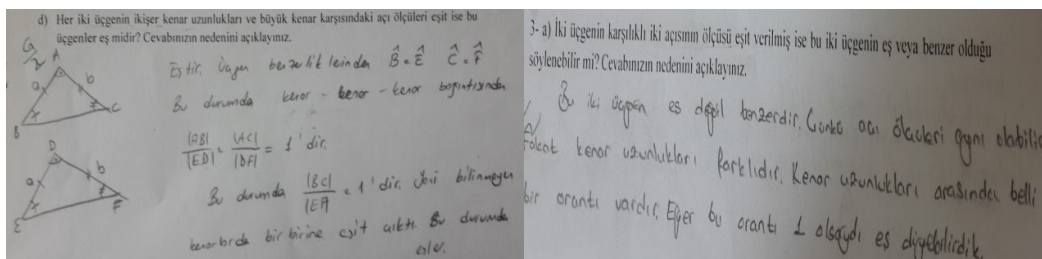 d) Her iki üçgenin ikişer kenar uzunlukları ve büyük kenar karşısındaki açı ölçüleri eşit ise bu
üçgenler eş midir? Cevabınızın nedenini açıklayınız.
A
a b
B C
D
a b
E F
Eştir. Üçgen benzerliklerinden B̂=Ê Ĉ=F̂
Bu durumda kenar - kenar - kenar bağıntısından
|AB|/|ED| = |AC|/|DF| = 1'dir.
Bu durumda |BC|/|EF| = 1'dir. Yani bilinmeyen
kenarlarda bir birine eşit çıktı. Bu durumda
eşler.
3- a) İki üçgenin karşılıklı iki açısının ölçüsü eşit verilmiş ise bu iki üçgenin eş veya benzer olduğu
söylenebilir mi? Cevabınızın nedenini açıklayınız.
Bu iki üçgen eş değil benzerdir. Çünkü açı ölçüleri aynı olabilir
fakat kenar uzunlukları farklıdır. Kenar uzunlukları arasında belli
bir orantı vardır. Eğer bu orantı 1 olsaydı eş diyebilirdik.